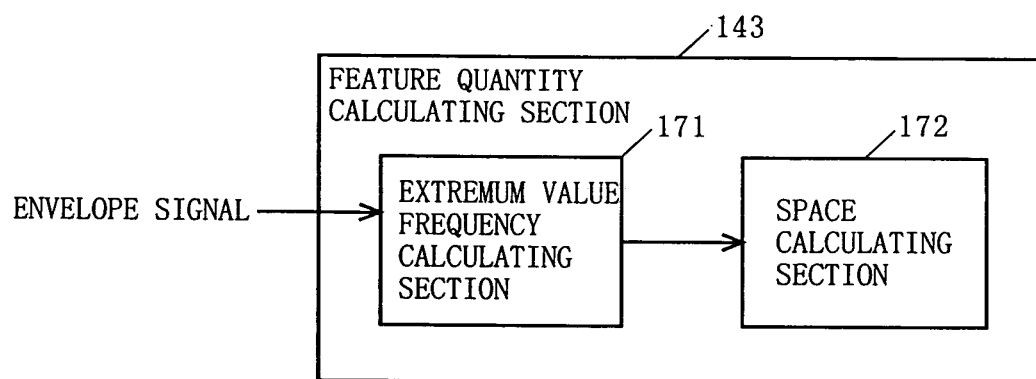 143
FEATURE QUANTITY
CALCULATING SECTION
171
172
ENVELOPE SIGNAL
EXTREMUM VALUE
FREQUENCY
CALCULATING
SECTION
SPACE
CALCULATING
SECTION